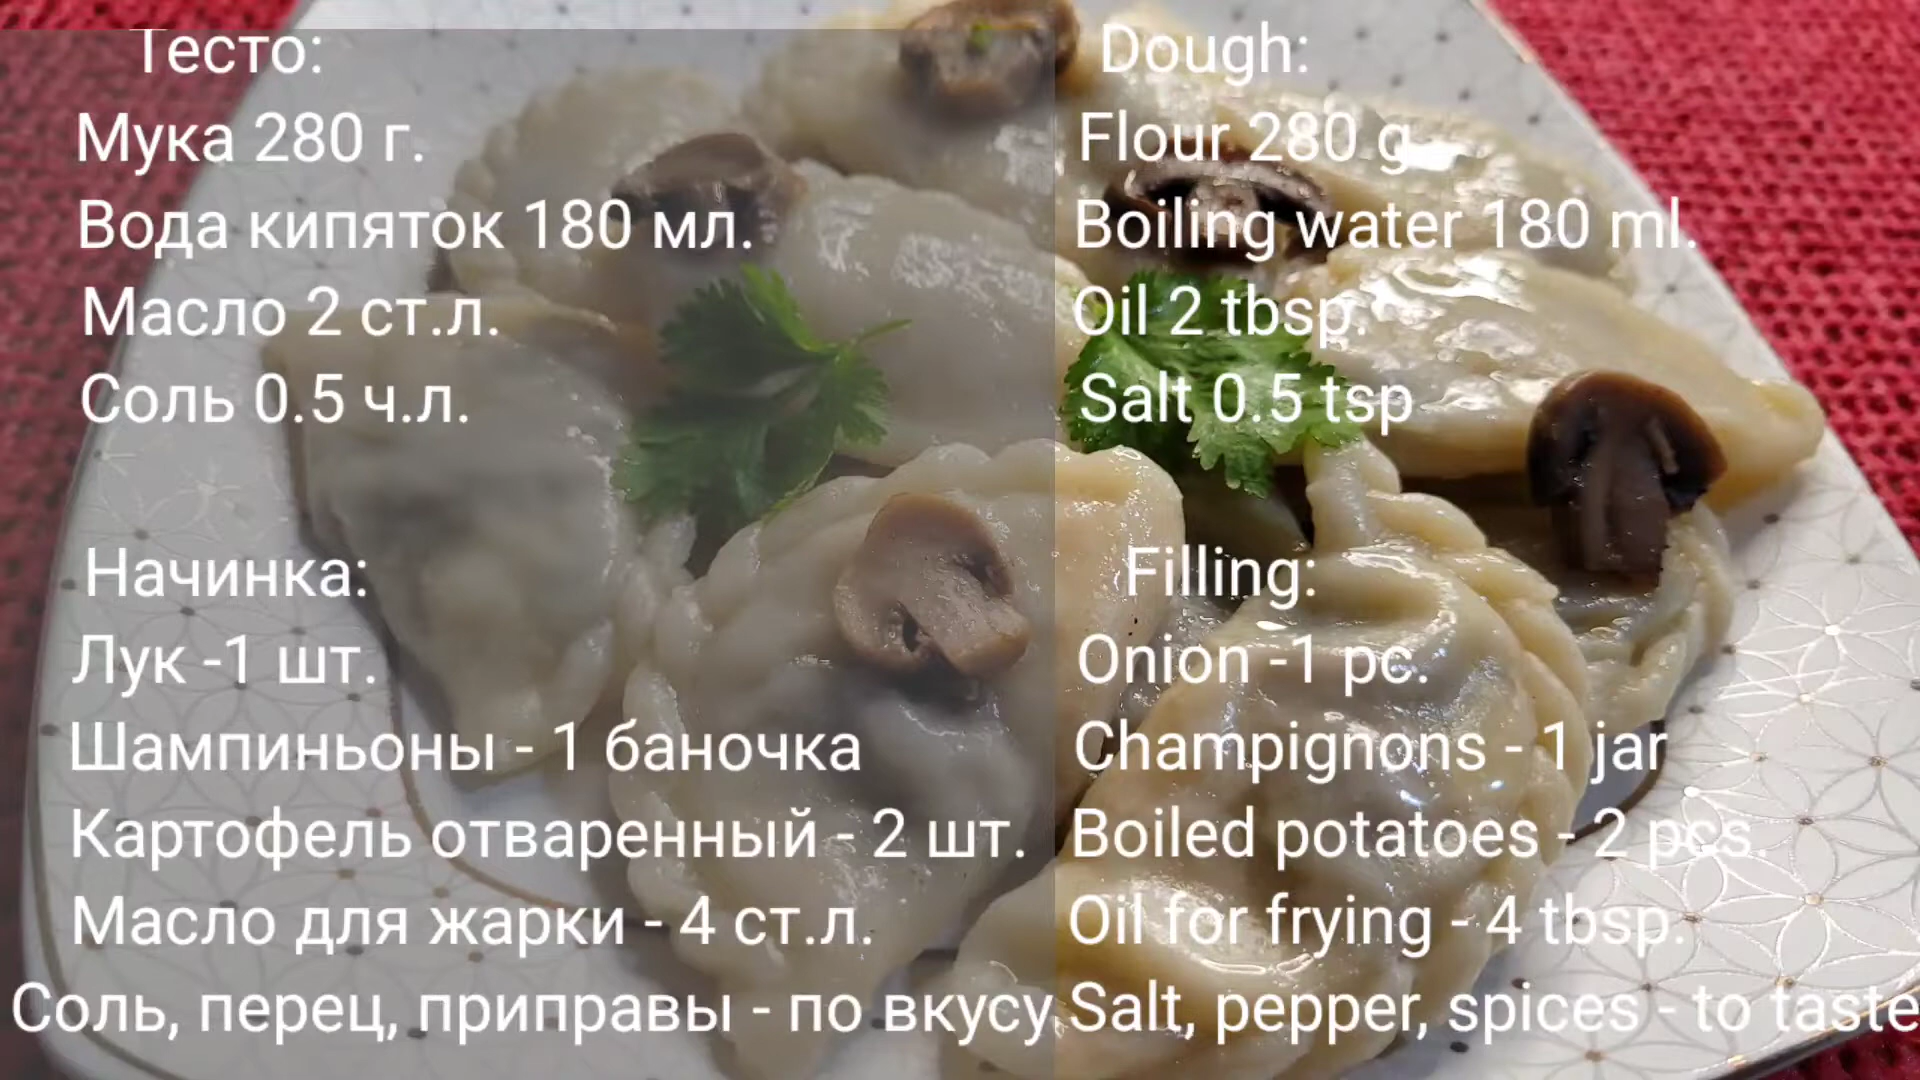 Тесто:
Мука 280 г.
Вода кипяток 180 мл.
Масло 2 ст.л.
Соль 0.5 ч.л.
Начинка:
Лук -1 шт.
Шампиньоны - 1 баночка
Картофель отваренный - 2 шт.
Масло для жарки - 4 ст.л.
Соль, перец, приправы - по вкусу
Dough:
Flour 280 g.
Boiling water 180 ml.
Oil 2 tbsp.
Salt 0.5 tsp
Filling:
Onion -1 pc.
Champignons - 1 jar
Boiled potatoes - 2 pcs.
Oil for frying - 4 tbsp.
Salt, pepper, spices - to taste